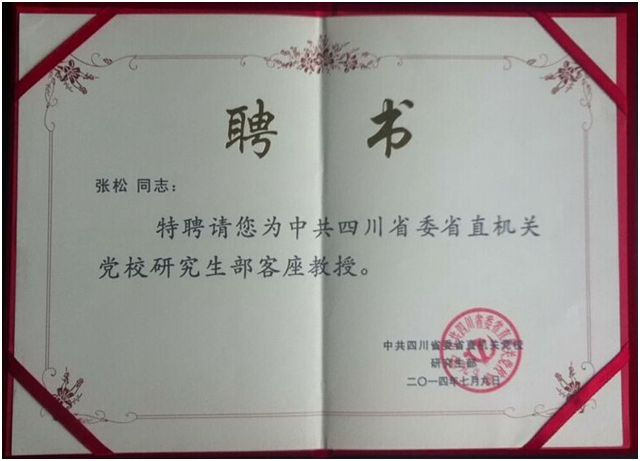 聘 书
张松 同志：
特聘请您为中共四川省委省直机关
党校研究生部客座教授。
中共四川省委省直机关党校
研究生部
二〇一四年七月九日